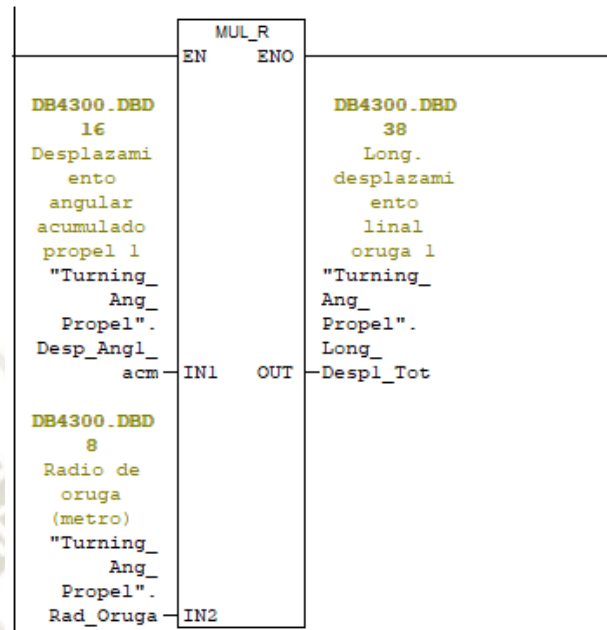 MUL_R
EN ENO
DB4300.DBD
16
Desplazami
ento
angular
acumulado
propel 1
"Turning_
Ang_
Propel".
Desp_Angl_
acm
IN1
DB4300.DBD
38
Long.
desplazami
ento
linal
oruga 1
"Turning_
Ang_
Propel".
Long_
Despl_Tot
OUT
DB4300.DBD
8
Radio de
oruga
(metro)
"Turning_
Ang_
Propel".
Rad_Oruga
IN2